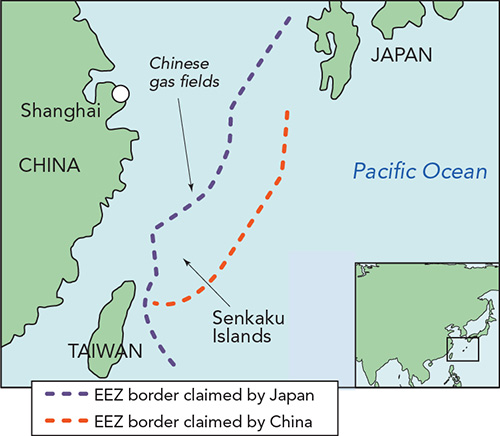 JAPAN
Chinese
gas fields
Shanghai
CHINA
Pacific Ocean
Senkaku
Islands
TAIWAN
EEZ border claimed by Japan
EEZ border claimed by China